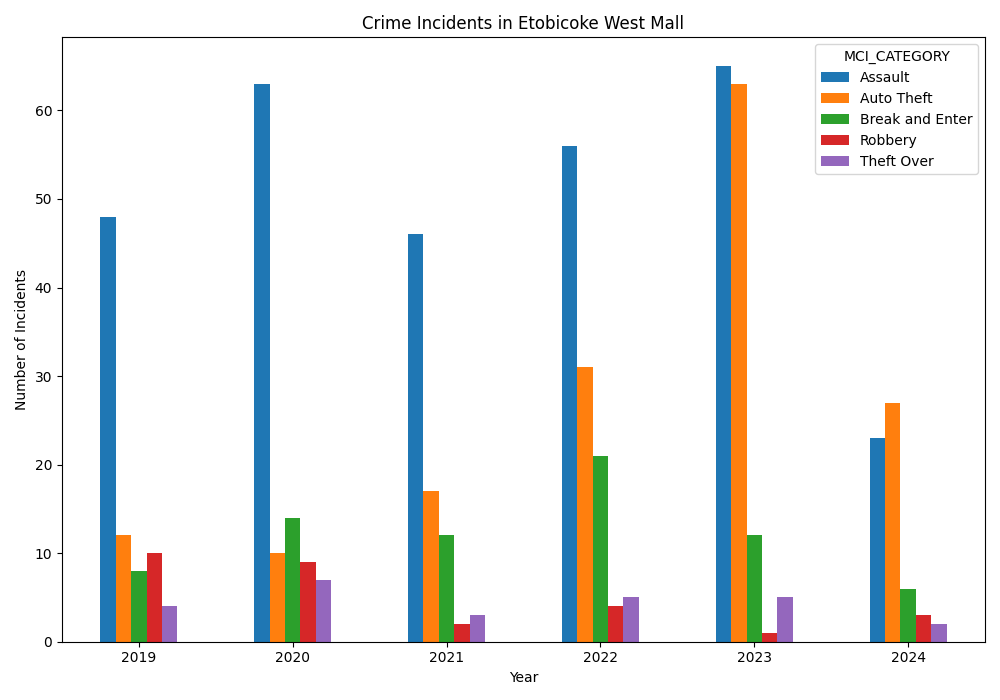 Crime Incidents in Etobicoke West Mall
MCI_CATEGORY
Assault
Auto Theft
Break and Enter
Robbery
Theft Over
Number of Incidents
60
50
40
30
20
10
0
2019 2020 2021 2022 2023 2024
Year